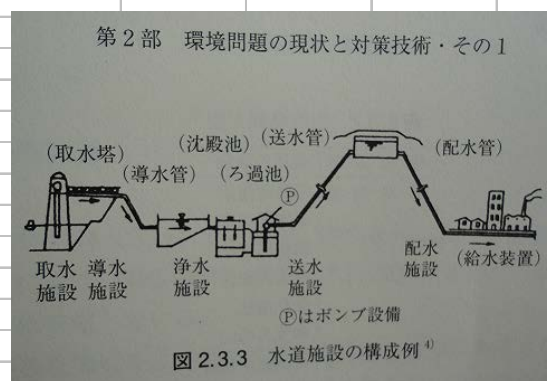 第2部 環境問題の現状と対策技術・その1
(沈殿池) (送水管)
(取水塔) (導水管) (ろ過池) (配水管)
Ⓟ
取水施設 導水施設 浄水施設 送水施設 配水施設 (給水装置)
Ⓟはポンプ設備
図 2.3.3 水道施設の構成例 4)